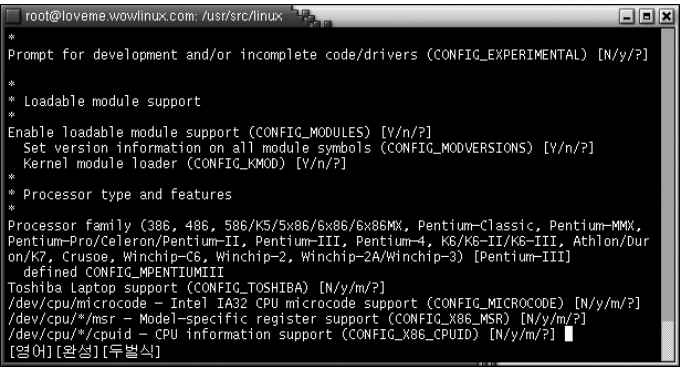 root@loveme.wowlinux.com: /usr/src/linux
*
Prompt for development and/or incomplete code/drivers (CONFIG_EXPERIMENTAL) [N/y/?]
*
* Loadable module support
*
Enable loadable module support (CONFIG_MODULES) [Y/n/?]
Set version information on all module symbols (CONFIG_MODVERSIONS) [Y/n/?]
Kernel module loader (CONFIG_KMOD) [Y/n/?]
*
* Processor type and features
*
Processor family (386, 486, 586/K5/5x86/6x86/6x86MX, Pentium-Classic, Pentium-MMX,
Pentium-Pro/Celeron/Pentium-II, Pentium-III, Pentium-4, K6/K6-II/K6-III, Athlon/Dur
on/K7, Crusoe, Winchip-C6, Winchip-2, Winchip-2A/Winchip-3) [Pentium-III]
defined CONFIG_MPENTIUMIII
Toshiba Laptop support (CONFIG_TOSHIBA) [N/y/m/?]
/dev/cpu/microcode - Intel IA32 CPU microcode support (CONFIG_MICROCODE) [N/y/m/?]
/dev/cpu/*/msr - Model-specific register support (CONFIG_X86_MSR) [N/y/m/?]
/dev/cpu/*/cpuid - CPU information support (CONFIG_X86_CPUID) [N/y/m/?]
[영어][완성][두벌식]